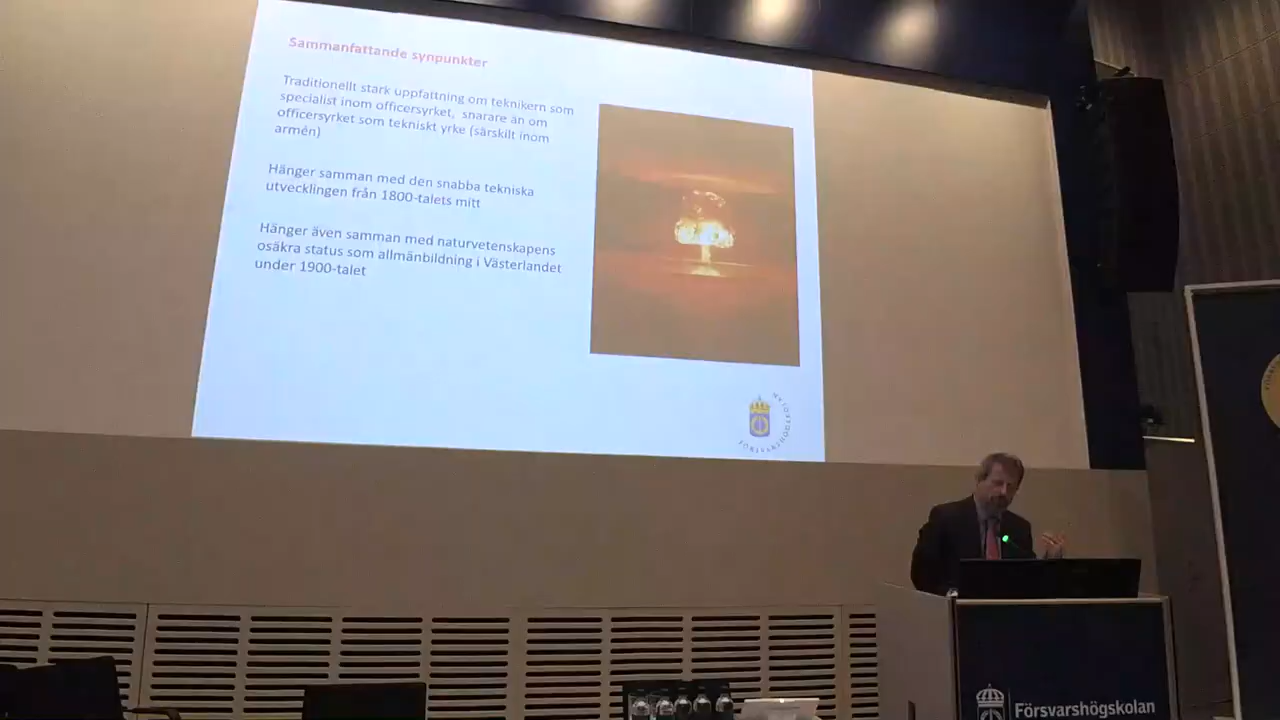 Sammanfattande synpunkter
Traditionellt stark uppfattning om teknikern som
specialist inom officersyrket, snarare än om
officersyrket som tekniskt yrke (särskilt inom
armén)
Hänger samman med den snabba tekniska
utvecklingen från 1800-talets mitt
Hänger även samman med naturvetenskapens
osäkra status som allmänbildning i Västerlandet
under 1900-talet
FÖRSVARSHÖGSKOLAN
Försvarshögskolan